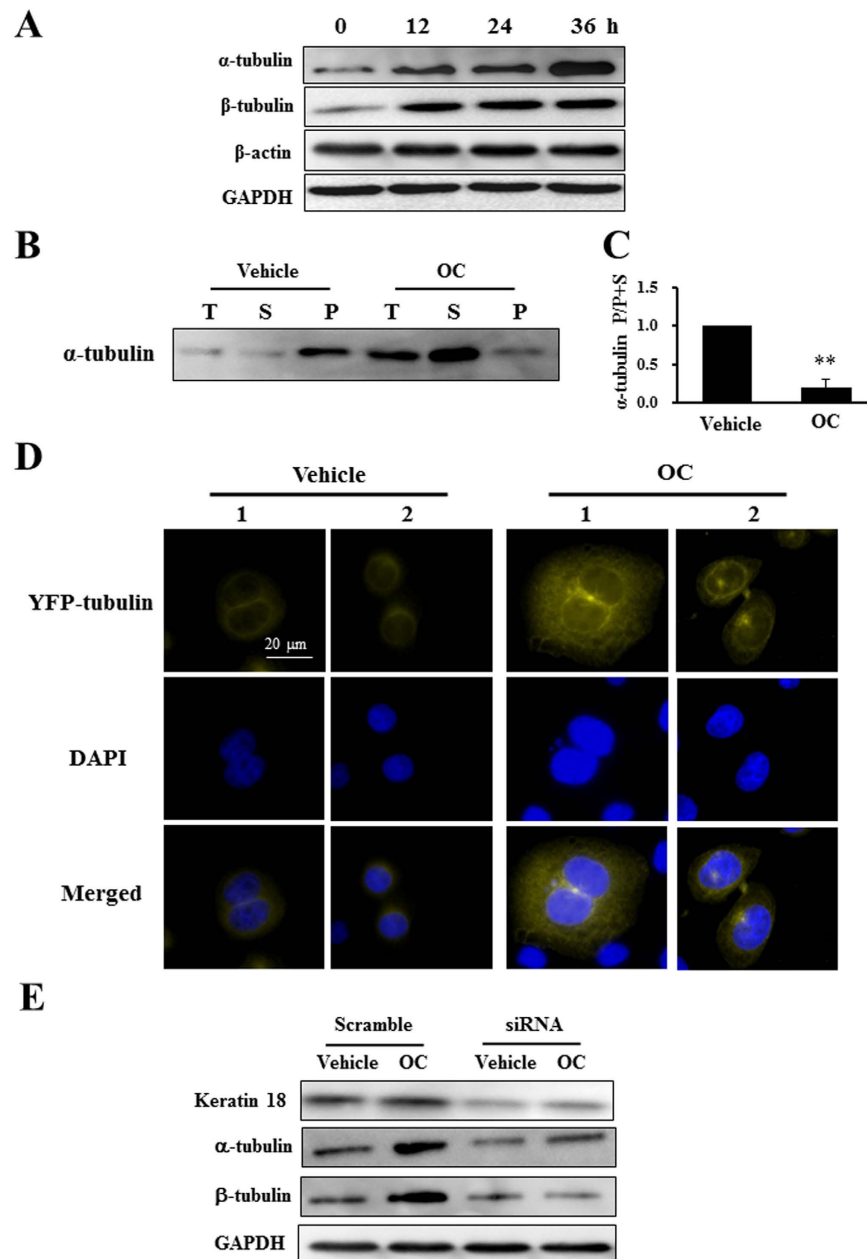 A
0 12 24 36 h
α-tubulin
β-tubulin
β-actin
GAPDH
B
Vehicle OC
T S P T S P
α-tubulin
C
α-tubulin P/P+S
1.5
1.0
0.5
0.0
**
Vehicle OC
D
Vehicle OC
1 2 1 2
YFP-tubulin
20 μm
DAPI
Merged
E
Scramble siRNA
Vehicle OC Vehicle OC
Keratin 18
α-tubulin
β-tubulin
GAPDH